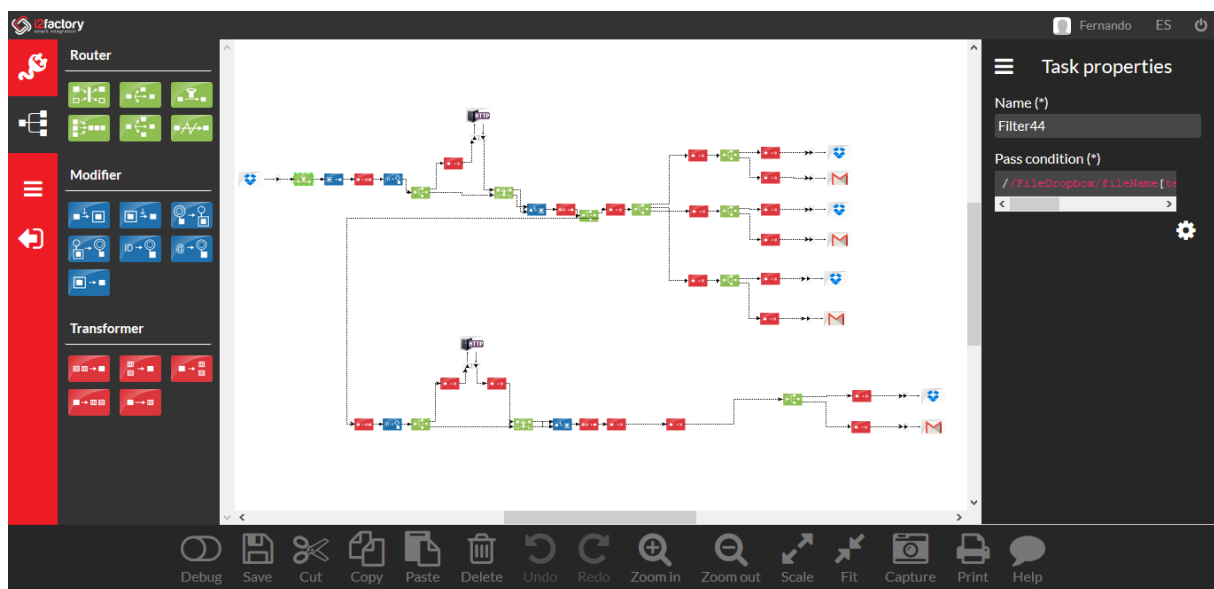 i2factory
smart integration
Fernando
ES
Router
Modifier
Transformer
HTTP
HTTP
ID
@
Task properties
Name (*)
Filter44
Pass condition (*)
//FileDropbox/fileName[te
Debug
Save
Cut
Copy
Paste
Delete
Undo
Redo
Zoom in
Zoom out
Scale
Fit
Capture
Print
Help